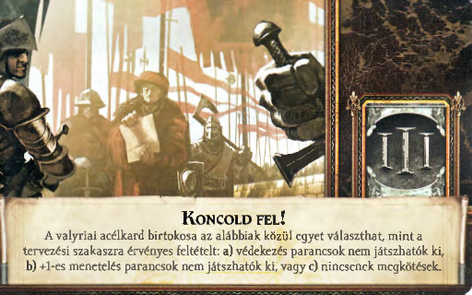 III
KONCOLD FEL!
A valyriai acélkard birtokosa az alábbiak közül egyet választhat, mint a
tervezési szakaszra érvényes feltételt: a) védekezés parancsok nem játszhatók ki,
b) +1-es menetelés parancsok nem játszhatók ki, vagy c) nincsenek megkötések.